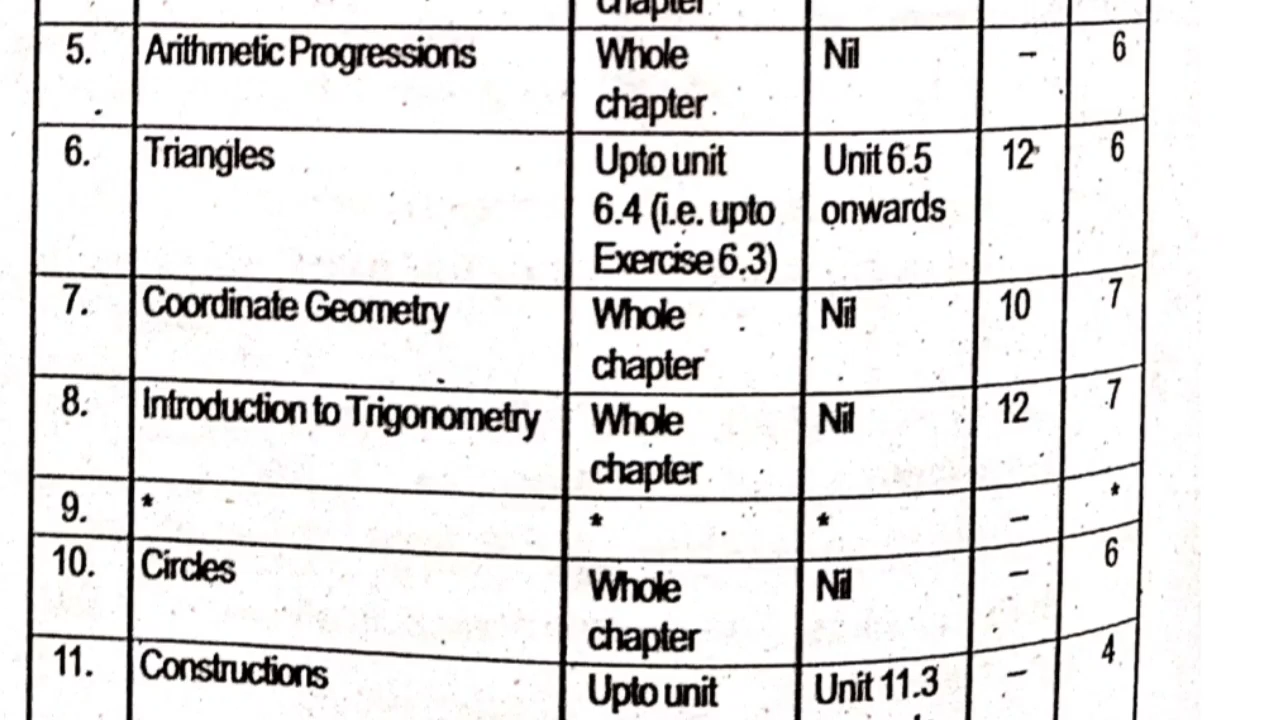 chapter
5. Arithmetic Progressions Whole Nil – 6
chapter
6. Triangles Upto unit Unit 6.5 12 6
6.4 (i.e. upto onwards
Exercise 6.3)
7. Coordinate Geometry Whole Nil 10 7
chapter
8. Introduction to Trigonometry Whole Nil 12 7
chapter
9. * * * – *
10. Circles Whole Nil – 6
chapter
11. Constructions Upto unit Unit 11.3 – 4